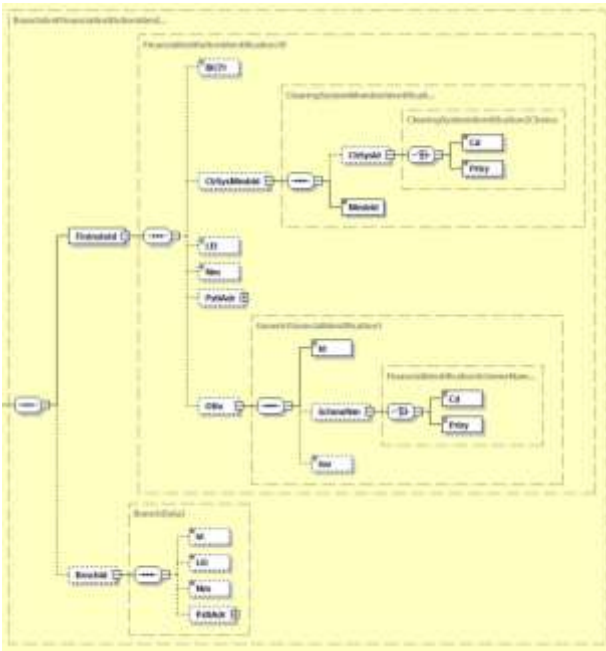 BICFI
ClrSysMmbId
ClrSysId
Cd
Prtry
MmbId
FinInstnId
LEI
Nm
PstlAdr
Othr
Id
SchmeNm
Cd
Prtry
Issr
BrnchId
Id
LEI
Nm
PstlAdr